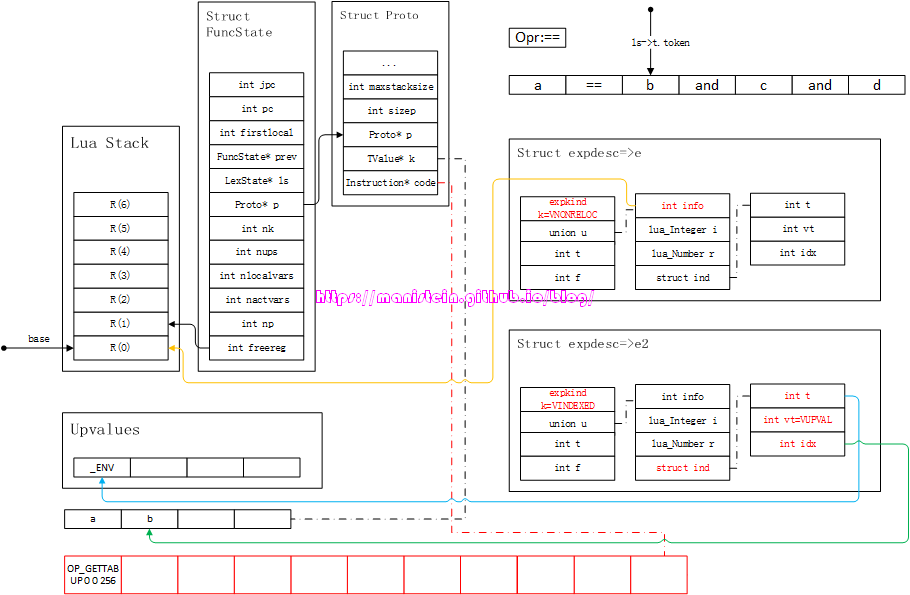 Struct
FuncState
int jpc
int pc
int firstlocal
FuncState* prev
LexState* ls
Proto* p
int nk
int nups
int nlocalvars
int nactvars
int np
int freereg
Struct Proto
...
int maxstacksize
int sizep
Proto* p
TValue* k
Instruction* code
Opr:==
ls->t.token
a == b and c and d
Lua Stack
R(6)
R(5)
R(4)
R(3)
R(2)
R(1)
R(0)
base
Struct expdesc=>e
expkind
k=VNONRELOC
union u
int t
int f
int info
lua_Integer i
lua_Number r
struct ind
int t
int vt
int idx
https://manistein.github.io/blog/
Struct expdesc=>e2
expkind
k=VINDEXED
union u
int t
int f
int info
lua_Integer i
lua_Number r
struct ind
int t
int vt=VUPVAL
int idx
Upvalues
_ENV
a b
OP_GETTAB
UP 0 0 256